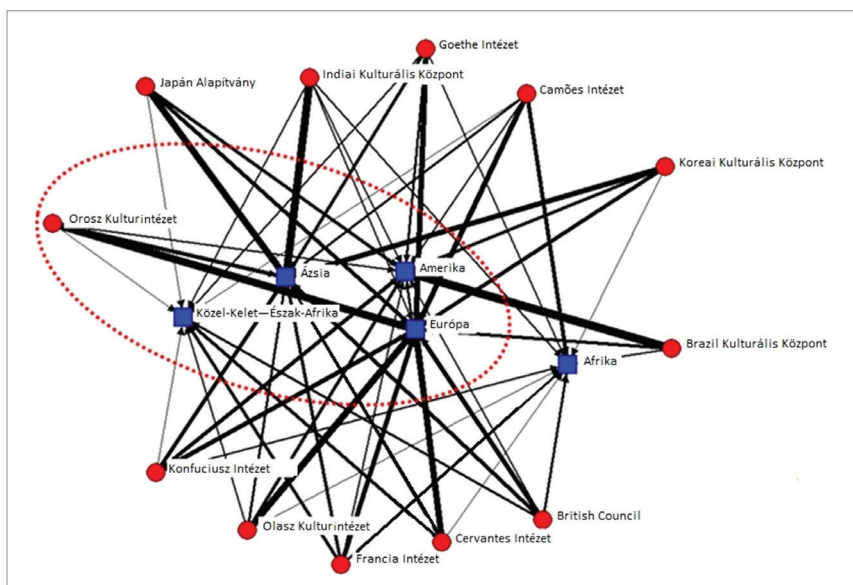 Goethe Intézet
Japán Alapítvány
Indiai Kulturális Központ
Camões Intézet
Koreai Kulturális Központ
Orosz Kulturintézet
Ázsia
Amerika
Közel-Kelet—Észak-Afrika
Európa
Brazil Kulturális Központ
Afrika
Konfuciusz Intézet
Olasz Kulturintézet
British Council
Cervantes Intézet
Francia Intézet